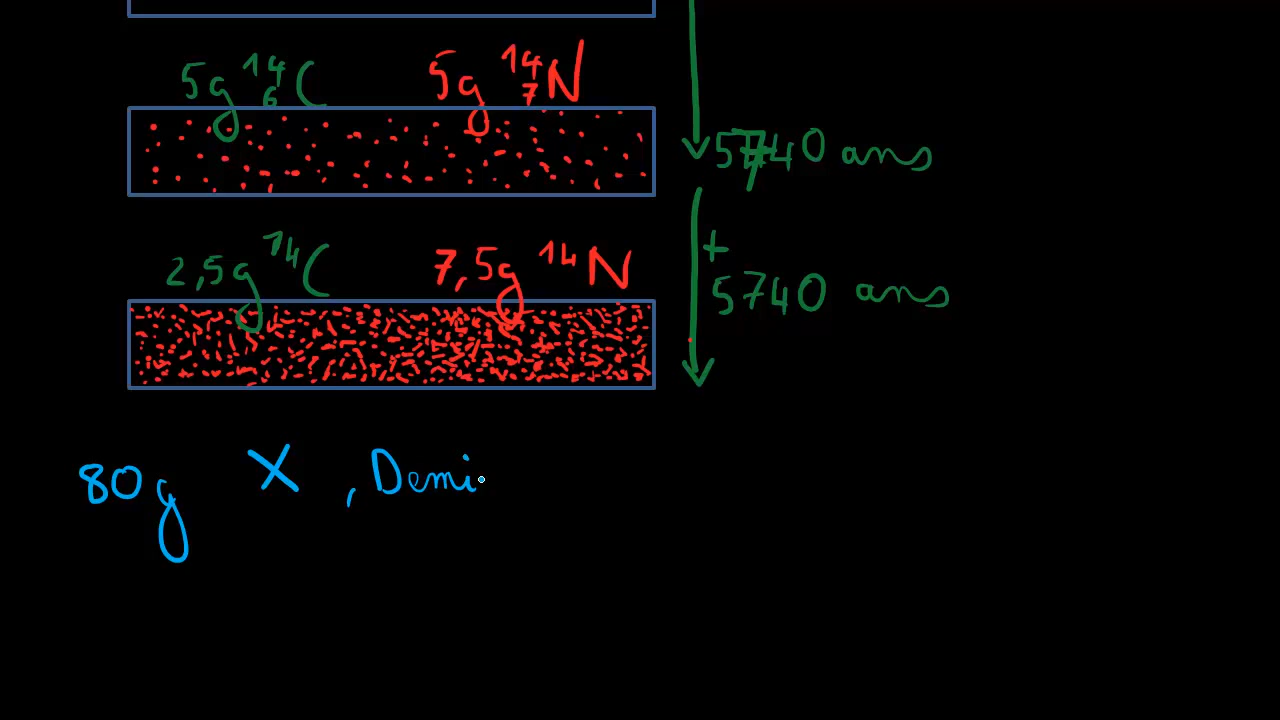 5g ¹⁴₆C 5g ¹⁴₇N
5740 ans
+
2,5g ¹⁴C 7,5g ¹⁴N
5740 ans
80g X , Demi